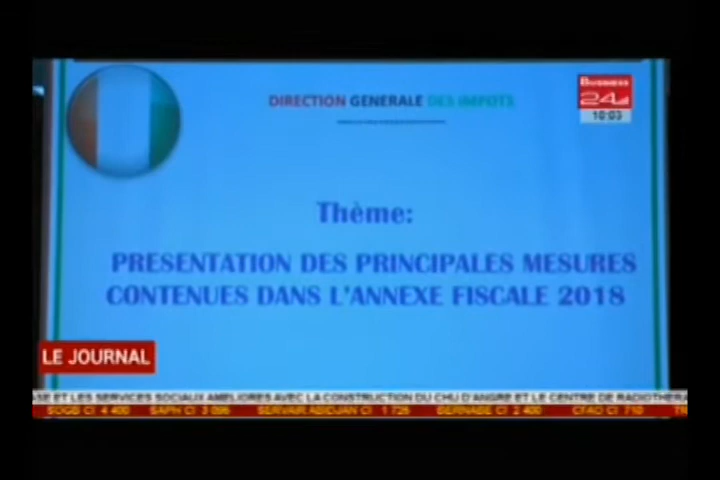 DIRECTION GENERALE DES IMPOTS
BUSINESS
24
10:03
Thème:
PRESENTATION DES PRINCIPALES MESURES
CONTENUES DANS L'ANNEXE FISCALE 2018
LE JOURNAL
ASE ET LES SERVICES SOCIAUX AMELIORES AVEC LA CONSTRUCTION DU CHU D'ANGRE ET LE CENTRE DE RADIOTHERA
SOGB CI 4 400 SAPH CI 3 095 SERVAIR ABIDJAN CI 1 725 BERNABE CI 2 400 CFAO CI 710 TR